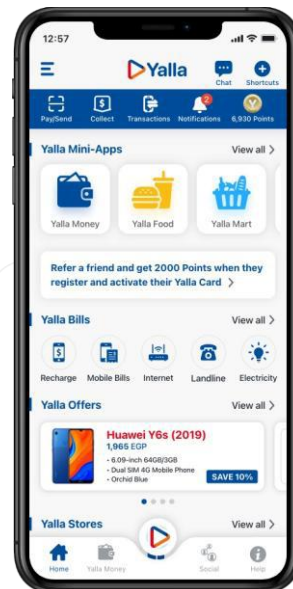 12:57
Yalla
Chat
Shortcuts
Pay/Send
Collect
Transactions
2
Notifications
6,930 Points
Yalla Mini-Apps
View all >
Yalla Money
Yalla Food
Yalla Mart
Refer a friend and get 2000 Points when they
register and activate their Yalla Card >
Yalla Bills
View all >
Recharge
Mobile Bills
Internet
Landline
Electricity
Yalla Offers
View all >
Huawei Y6s (2019)
1,965 EGP
- 6.09-inch 64GB/3GB
- Dual SIM 4G Mobile Phone
- Orchid Blue
SAVE 10%
Yalla Stores
View all >
Home
Yalla Money
Social
Help